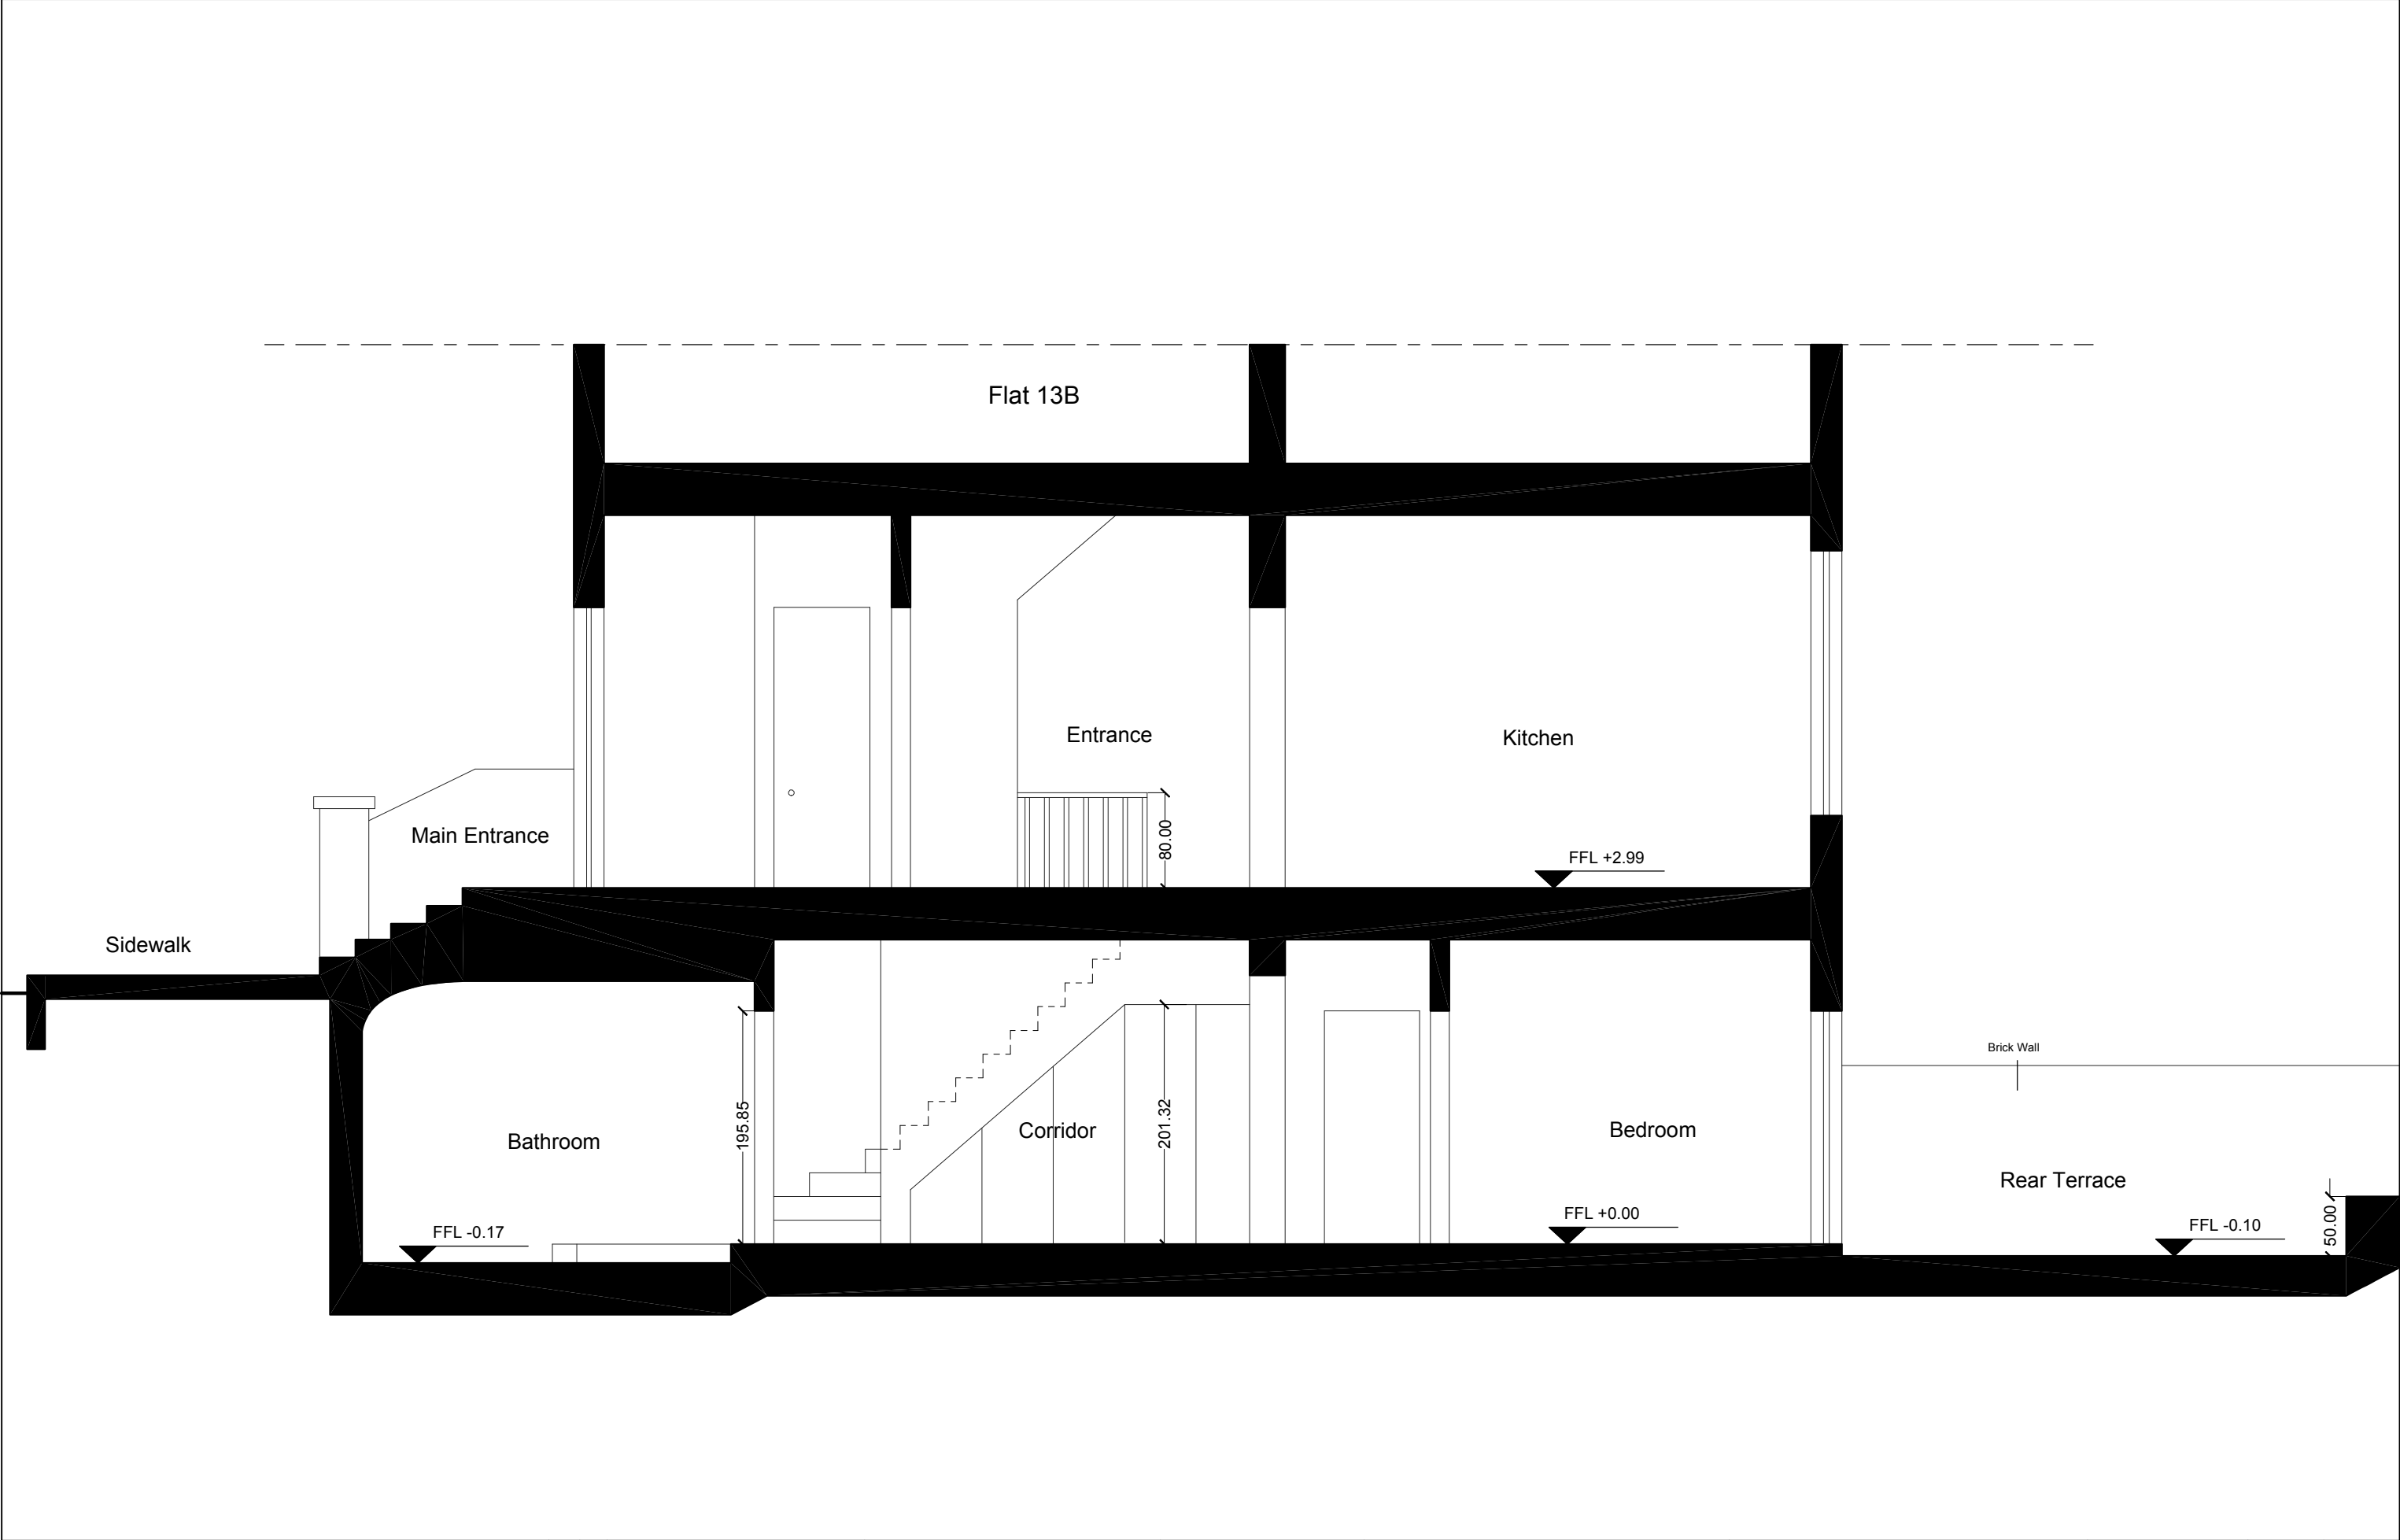 Flat 13B
Entrance
Kitchen
Main Entrance
80.00
FFL +2.99
Sidewalk
Brick Wall
195.85
Bathroom
Corridor
201.32
Bedroom
Rear Terrace
FFL -0.17
FFL +0.00
FFL -0.10
50.00